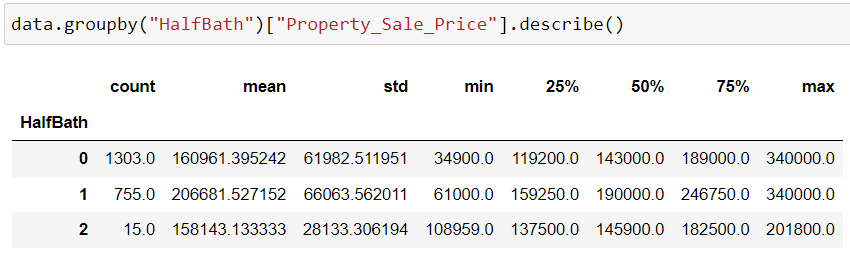 data.groupby("HalfBath")["Property_Sale_Price"].describe()
count mean std min 25% 50% 75% max
HalfBath
0 1303.0 160961.395242 61982.511951 34900.0 119200.0 143000.0 189000.0 340000.0
1 755.0 206681.527152 66063.562011 61000.0 159250.0 190000.0 246750.0 340000.0
2 15.0 158143.133333 28133.306194 108959.0 137500.0 145900.0 182500.0 201800.0